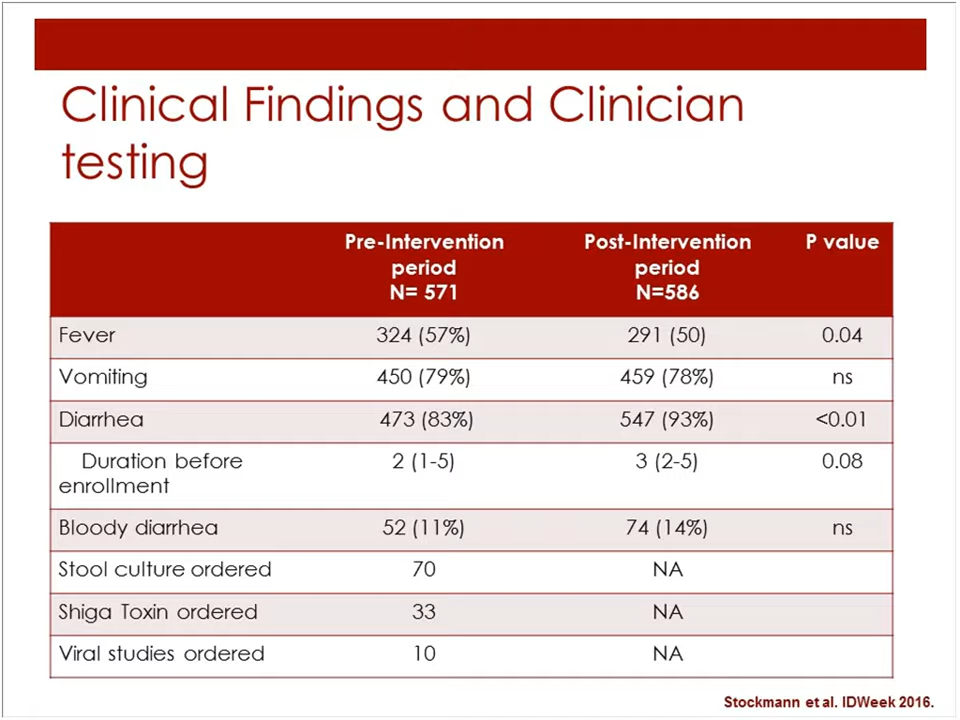 Clinical Findings and Clinician
testing
Pre-Intervention period N= 571 Post-Intervention period N=586 P value
Fever 324 (57%) 291 (50) 0.04
Vomiting 450 (79%) 459 (78%) ns
Diarrhea 473 (83%) 547 (93%) <0.01
Duration before enrollment 2 (1-5) 3 (2-5) 0.08
Bloody diarrhea 52 (11%) 74 (14%) ns
Stool culture ordered 70 NA
Shiga Toxin ordered 33 NA
Viral studies ordered 10 NA
Stockmann et al. IDWeek 2016.